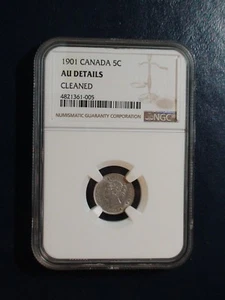 1901 CANADA 5C
AU DETAILS
CLEANED
4821361-005
NUMISMATIC GUARANTY CORPORATION
NGC